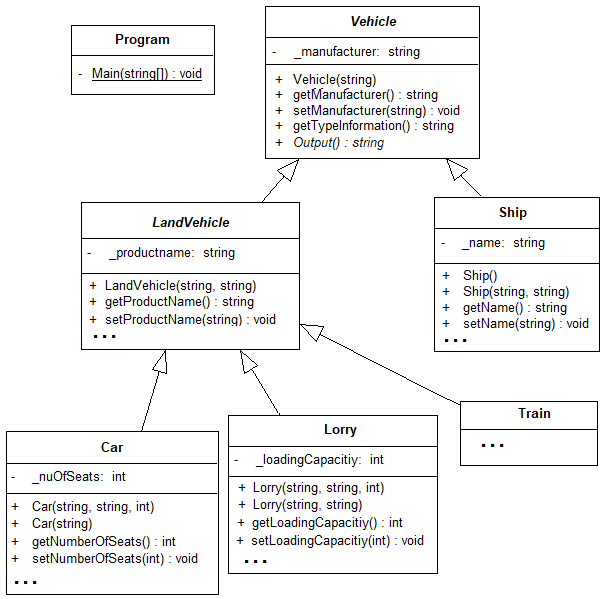 Program
- Main(string[]) : void
Vehicle
- _manufacturer: string
+ Vehicle(string)
+ getManufacturer() : string
+ setManufacturer(string) : void
+ getTypeInformation() : string
+ Output() : string
LandVehicle
- _productname: string
+ LandVehicle(string, string)
+ getProductName() : string
+ setProductName(string) : void
...
Ship
- _name: string
+ Ship()
+ Ship(string, string)
+ getName() : string
+ setName(string) : void
...
Car
- _nuOfSeats: int
+ Car(string, string, int)
+ Car(string)
+ getNumberOfSeats() : int
+ setNumberOfSeats(int) : void
...
Lorry
- _loadingCapacitiy: int
+ Lorry(string, string, int)
+ Lorry(string, string)
+ getLoadingCapacitiy() : int
+ setLoadingCapacitiy(int) : void
...
Train
...